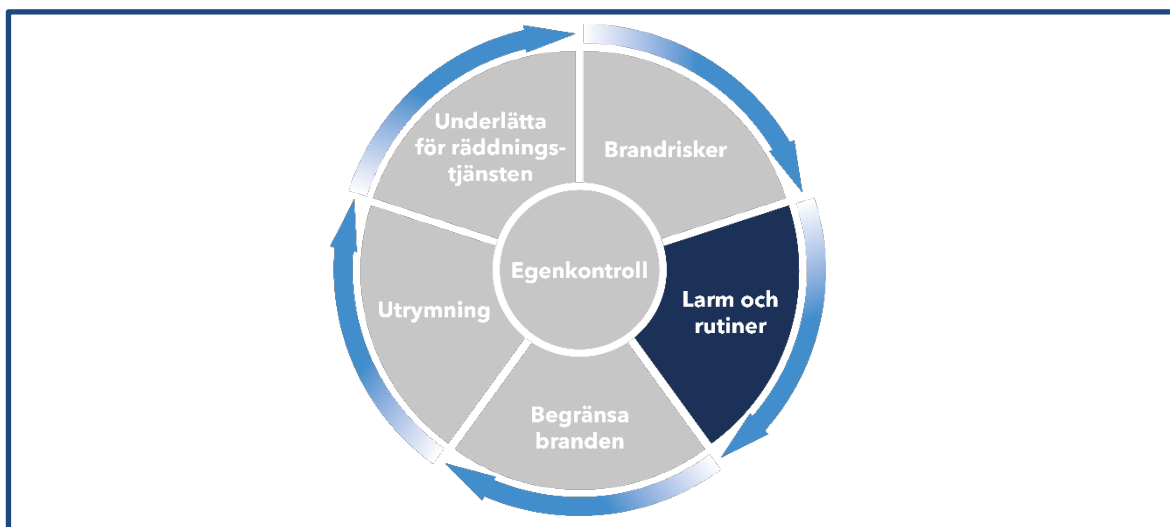 Underlätta
för räddnings-
tjänsten
Brandrisker
Egenkontroll
Utrymning
Larm och
rutiner
Begränsa
branden